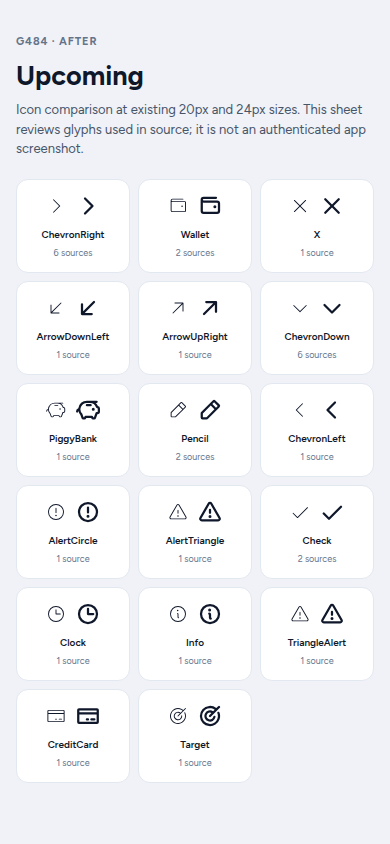 G484 · AFTER
Upcoming
Icon comparison at existing 20px and 24px sizes. This sheet
reviews glyphs used in source; it is not an authenticated app
screenshot.
ChevronRight
6 sources
Wallet
2 sources
X
1 source
ArrowDownLeft
1 source
ArrowUpRight
1 source
ChevronDown
6 sources
PiggyBank
1 source
Pencil
2 sources
ChevronLeft
1 source
AlertCircle
1 source
AlertTriangle
1 source
Check
2 sources
Clock
1 source
Info
1 source
TriangleAlert
1 source
CreditCard
1 source
Target
1 source